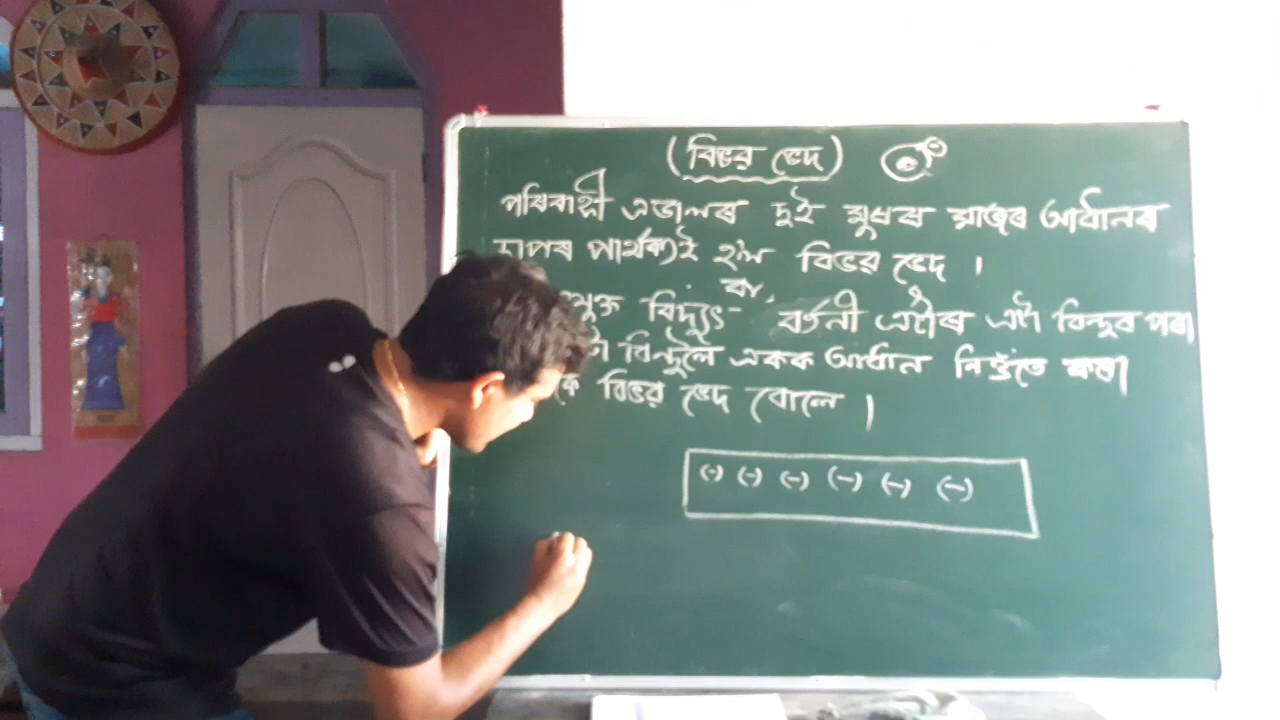 (বিভৱ ভেদ)
পৰিবাহী এডালৰ দুই মুৰৰ মাজৰ আধানৰ
চাপৰ পাৰ্থক্যই হ'ল বিভৱ ভেদ ।
বা,
বিদ্যুৎ বৰ্তনী এটাৰ এটা বিন্দুৰ পৰা
বিন্দুলৈ একক আধান নিওঁতে কৰা
বিভৱ ভেদ বোলে ।
(-) (-) (-) (-) (-) (-)